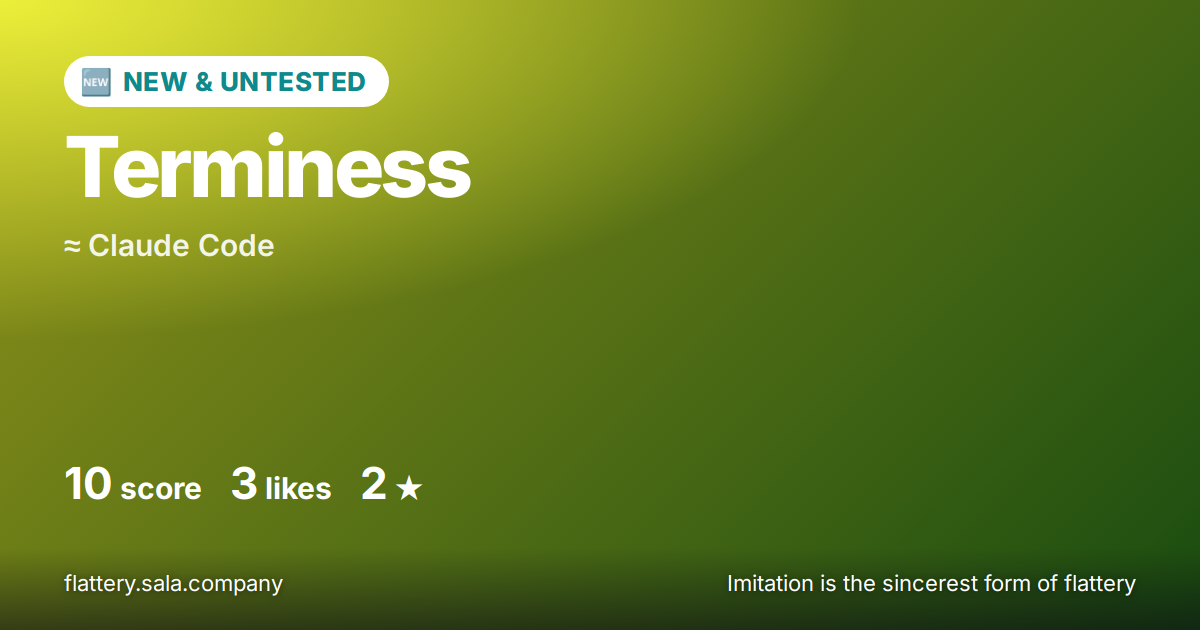 🆕 NEW & UNTESTED
Terminess
≈ Claude Code
10 score 3 likes 2 ★
flattery.sala.company
Imitation is the sincerest form of flattery